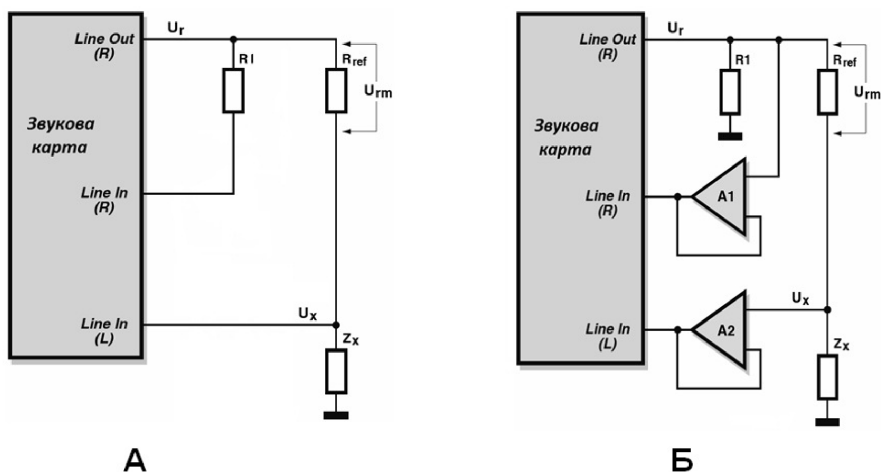 Line Out
(R)
Ur
RI
Rref
Urm
Звукова
карта
Line In
(R)
Line In
(L)
Ux
Zx
А
Line Out
(R)
Ur
R1
Rref
Urm
Звукова
карта
Line In
(R)
A1
Line In
(L)
A2
Ux
Zx
Б